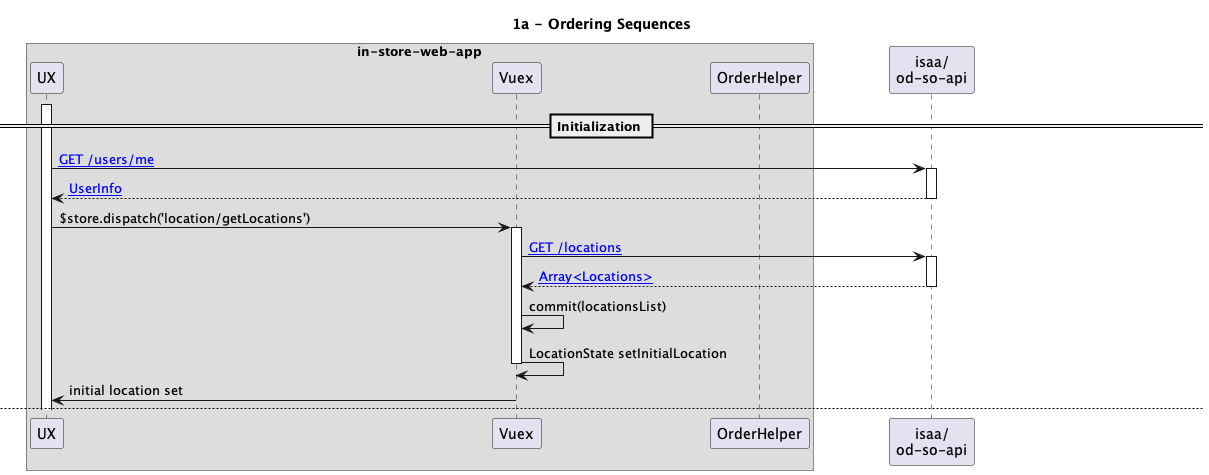 1a - Ordering Sequences
in-store-web-app
UX
Vuex
OrderHelper
isaa/
od-so-api
Initialization
GET /users/me
UserInfo
$store.dispatch('location/getLocations')
GET /locations
Array<Locations>
commit(locationsList)
LocationState setInitialLocation
initial location set
UX
Vuex
OrderHelper
isaa/
od-so-api